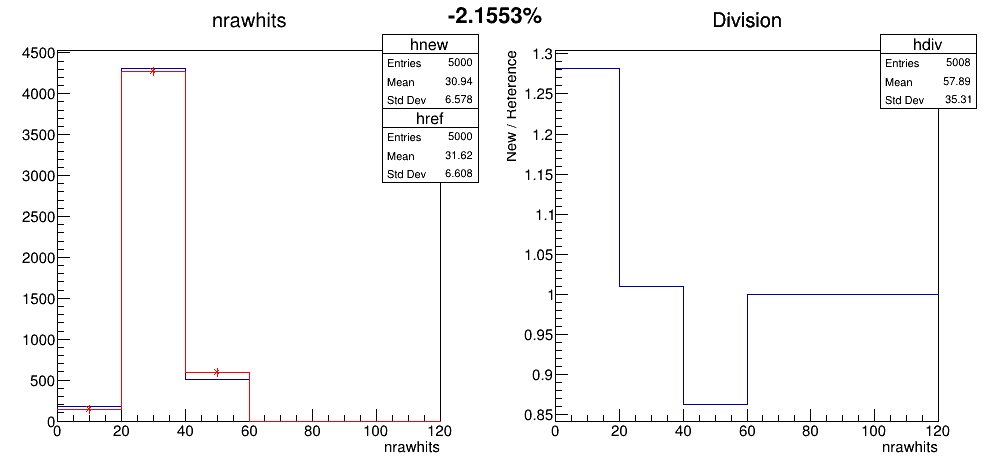 -2.1553%
nrawhits
hnew
Entries 5000
Mean 30.94
Std Dev 6.578
href
Entries 5000
Mean 31.62
Std Dev 6.608
4500
4000
3500
3000
2500
2000
1500
1000
500
0
0 20 40 60 80 100 120
nrawhits
Division
hdiv
Entries 5008
Mean 57.89
Std Dev 35.31
New / Reference
1.3
1.25
1.2
1.15
1.1
1.05
1
0.95
0.9
0.85
0 20 40 60 80 100 120
nrawhits